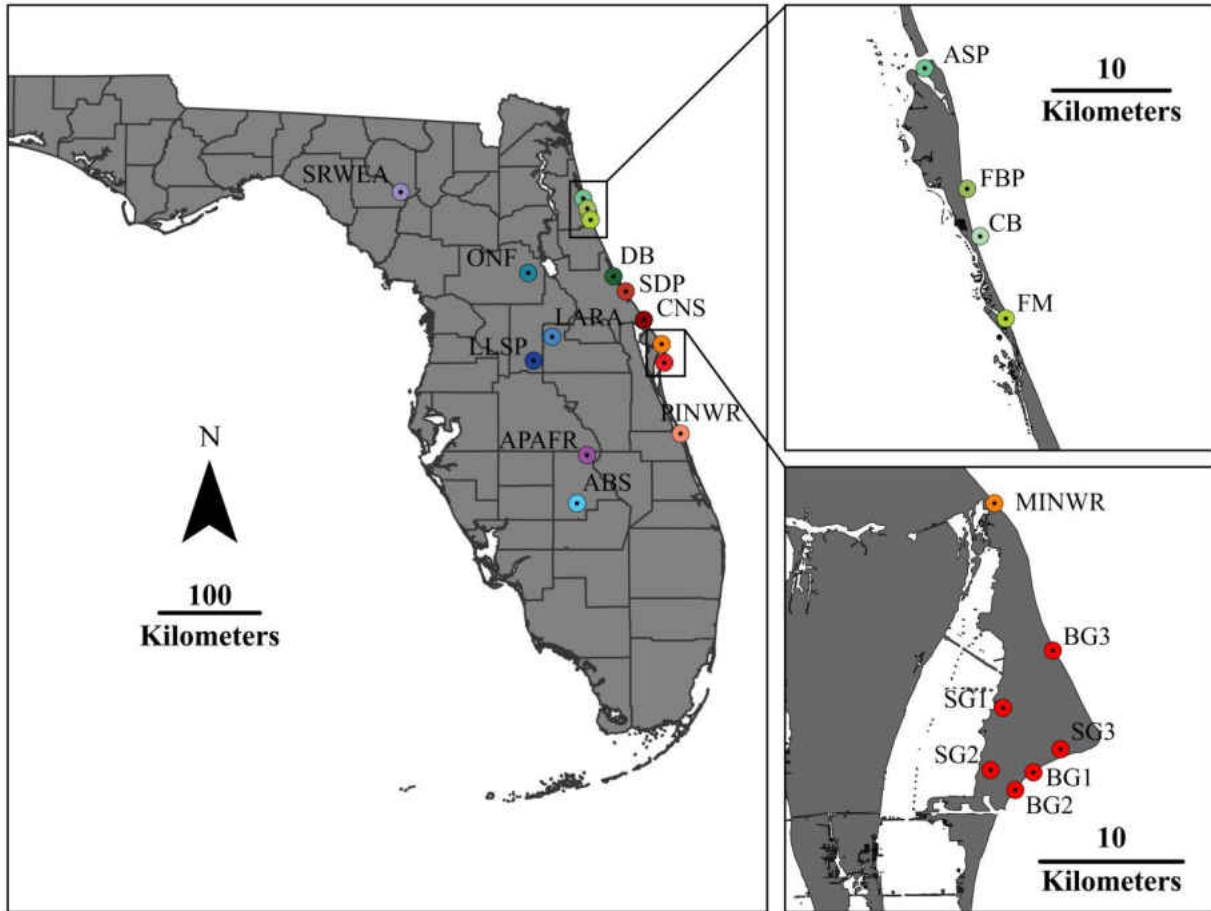 SRWEA
ONF
DB
SDP
CNS
LARA
LLSP
PINWR
APAFR
ABS
N
100
Kilometers
ASP
10
Kilometers
FBP
CB
FM
MINWR
BG3
SG1
SG3
SG2
BG1
BG2
10
Kilometers